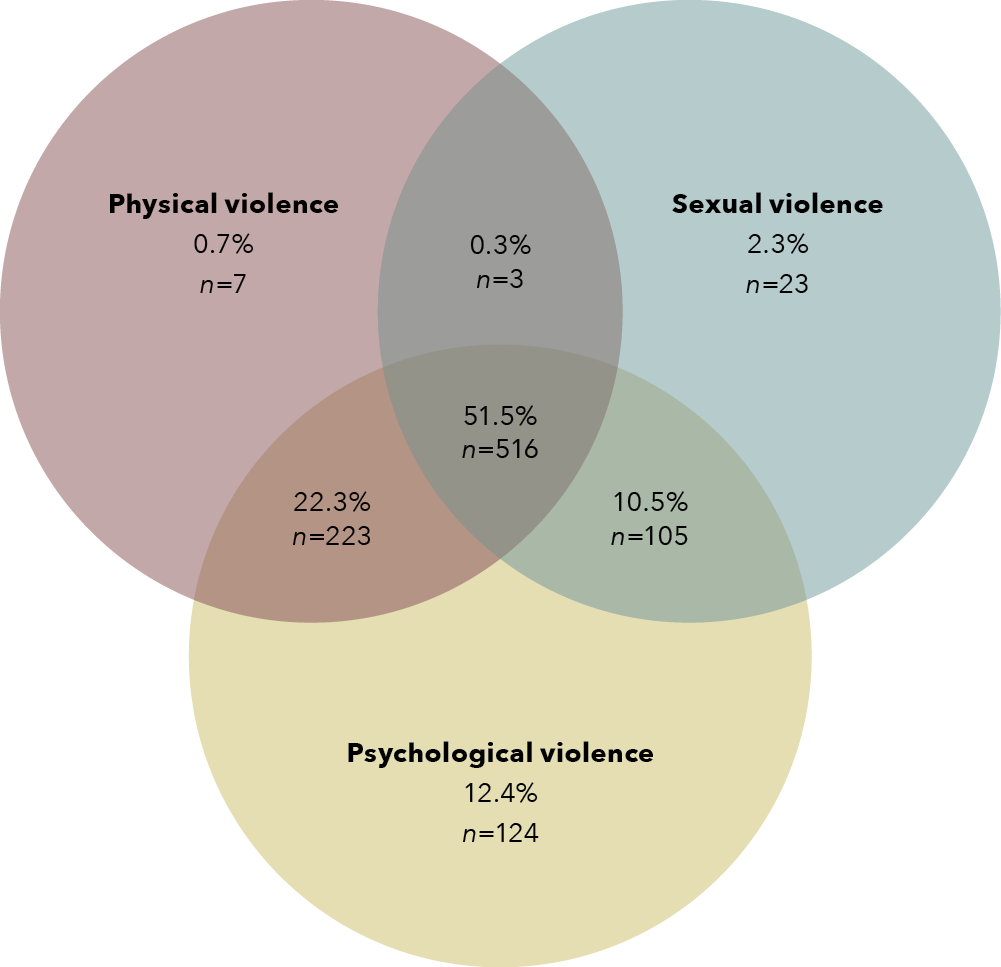 Physical violence
0.7%
n=7
0.3%
n=3
Sexual violence
2.3%
n=23
51.5%
n=516
22.3%
n=223
10.5%
n=105
Psychological violence
12.4%
n=124